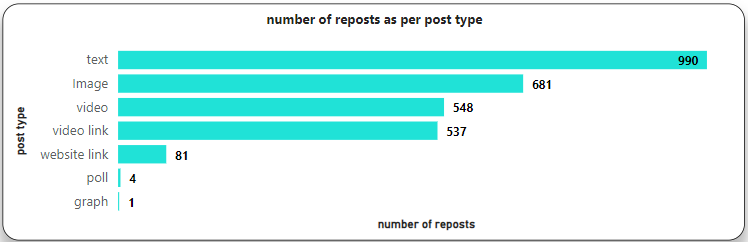 number of reposts as per post type
text 990
Image 681
video 548
video link 537
website link 81
poll 4
graph 1
post type
number of reposts